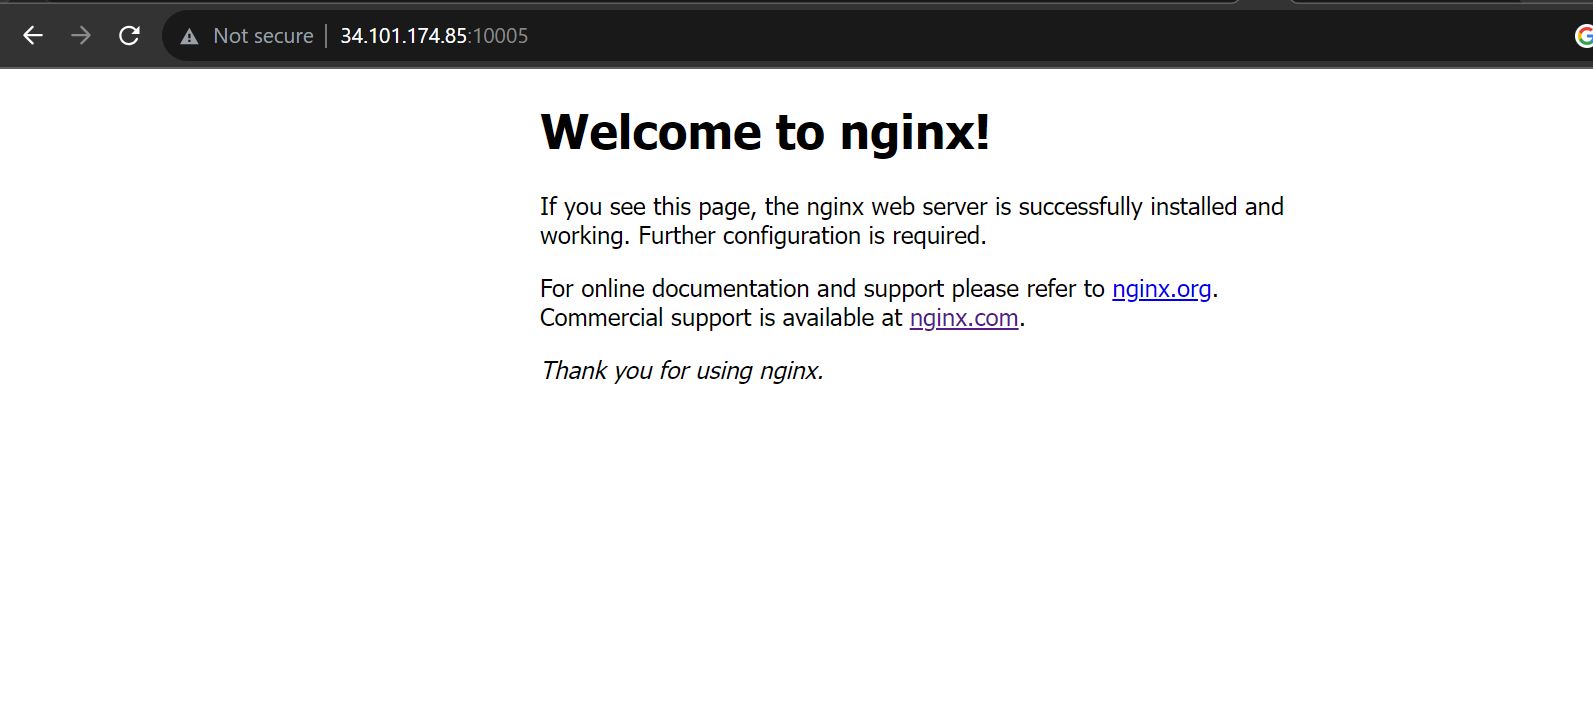 Not secure | 34.101.174.85:10005
Welcome to nginx!
If you see this page, the nginx web server is successfully installed and
working. Further configuration is required.
For online documentation and support please refer to nginx.org.
Commercial support is available at nginx.com.
Thank you for using nginx.